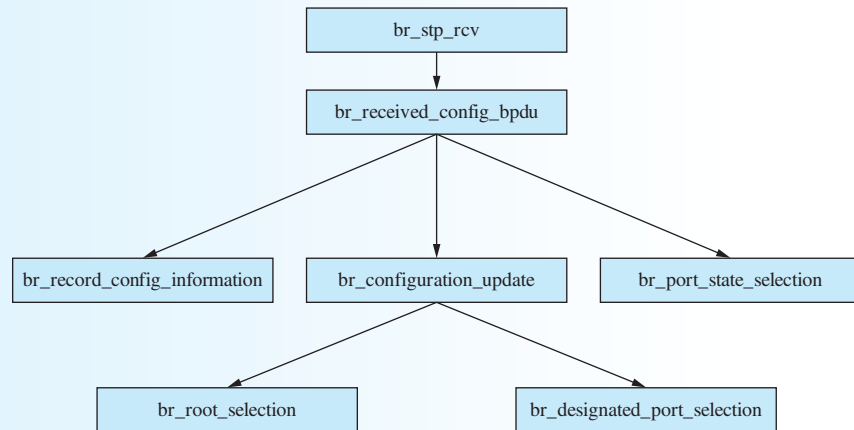 br_stp_rcv
br_received_config_bpdu
br_record_config_information
br_configuration_update
br_port_state_selection
br_root_selection
br_designated_port_selection